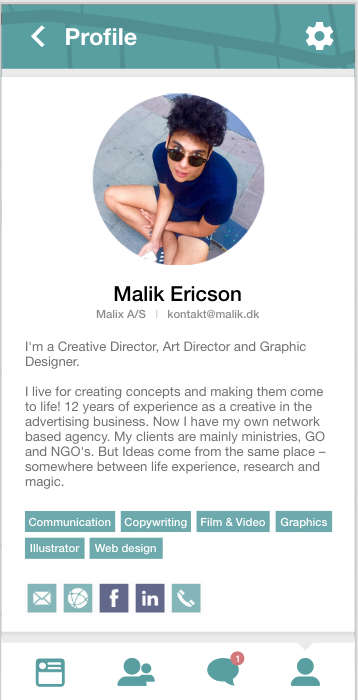 Profile
Malik Ericson
Malix A/S | kontakt@malik.dk
I'm a Creative Director, Art Director and Graphic
Designer.
I live for creating concepts and making them come
to life! 12 years of experience as a creative in the
advertising business. Now I have my own network
based agency. My clients are mainly ministries, GO
and NGO's. But Ideas come from the same place –
somewhere between life experience, research and
magic.
Communication Copywriting Film & Video Graphics
Illustrator Web design
f in
1